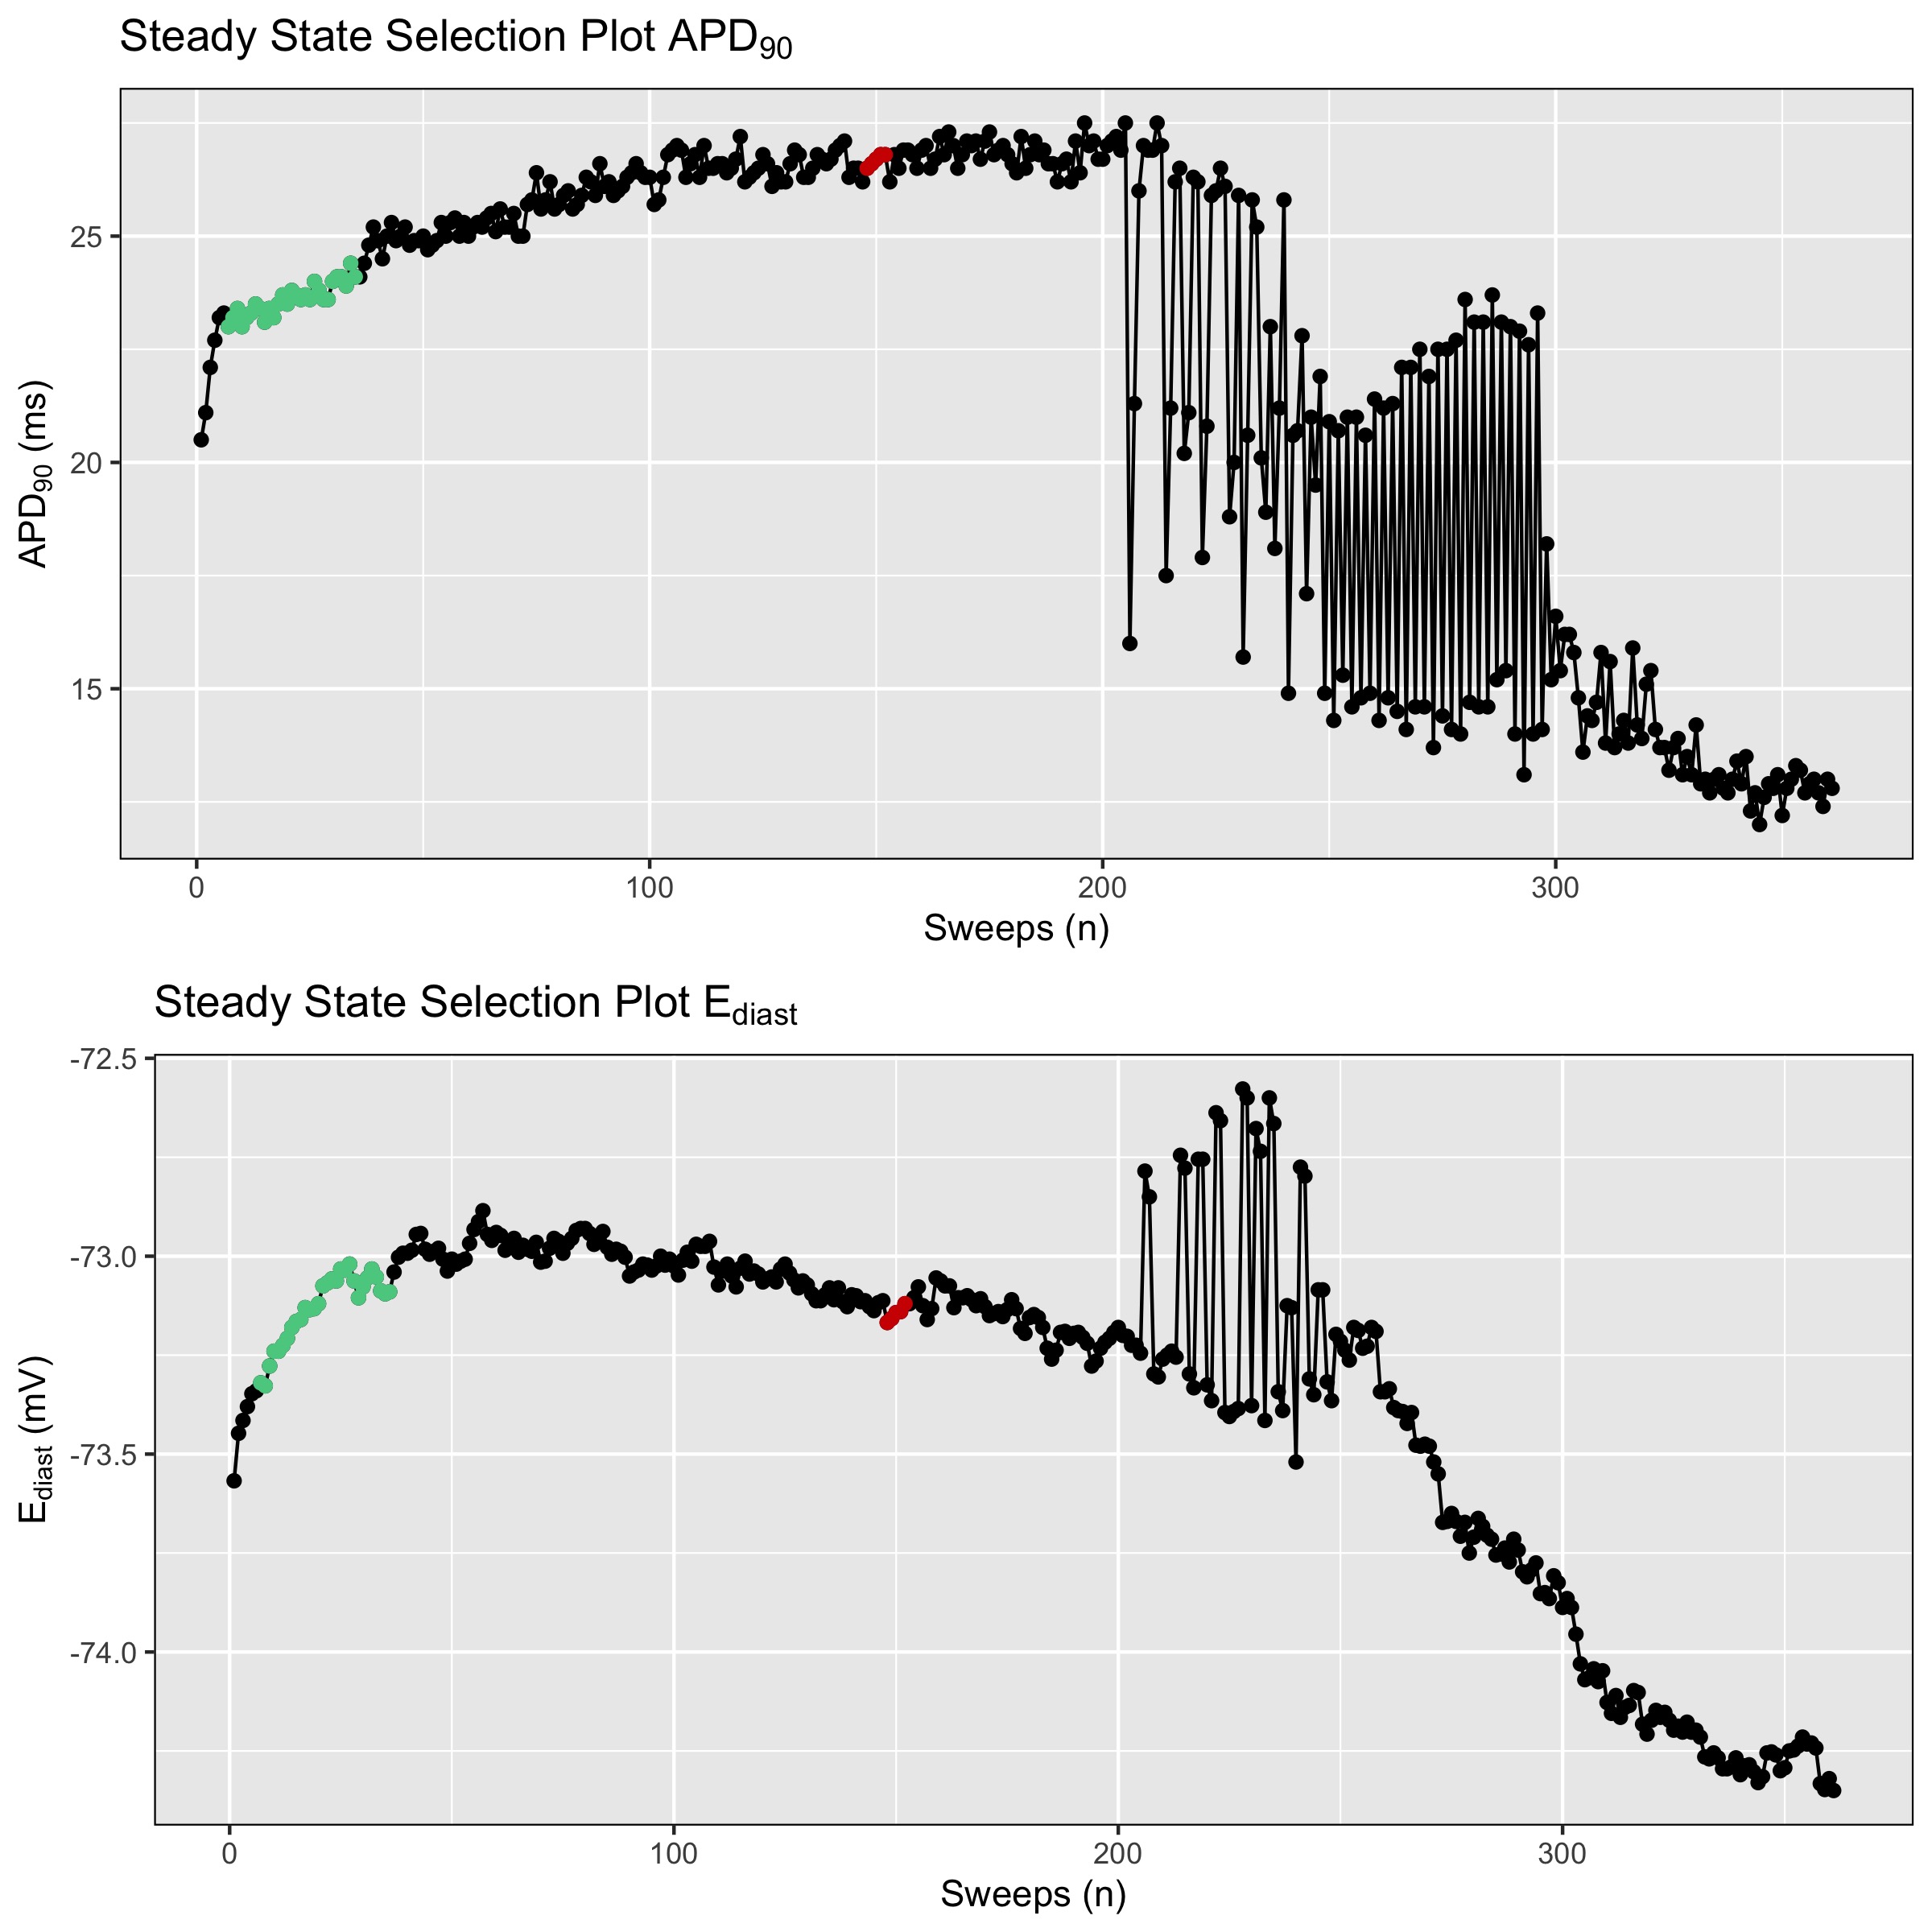 Steady State Selection Plot APD90
25
20
15
APD90 (ms)
0 100 200 300
Sweeps (n)
Steady State Selection Plot Ediast
-72.5
-73.0
-73.5
-74.0
Ediast (mV)
0 100 200 300
Sweeps (n)